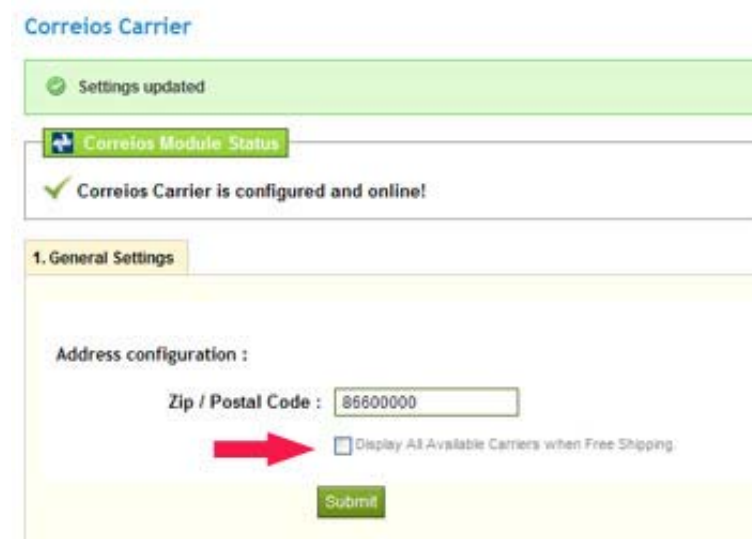 Correios Carrier
Settings updated
Correios Module Status
Correios Carrier is configured and online!
1. General Settings
Address configuration :
Zip / Postal Code : 86600000
Display All Available Carriers when Free Shipping.
Submit